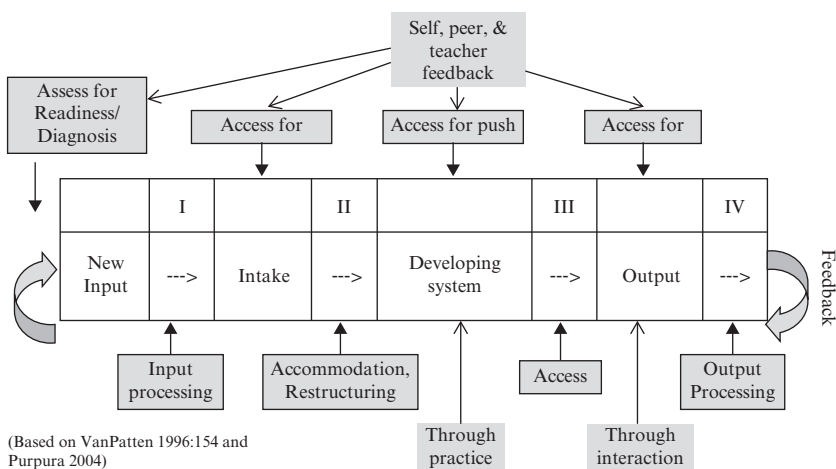 Self, peer, &
teacher
feedback
Assess for
Readiness/
Diagnosis
Access for
Access for push
Access for
I
II
III
IV
New
Input
--->
Intake
--->
Developing
system
--->
Output
--->
Feedback
Input
processing
Accommodation,
Restructuring
Access
Output
Processing
Through
practice
Through
interaction
(Based on VanPatten 1996:154 and
Purpura 2004)